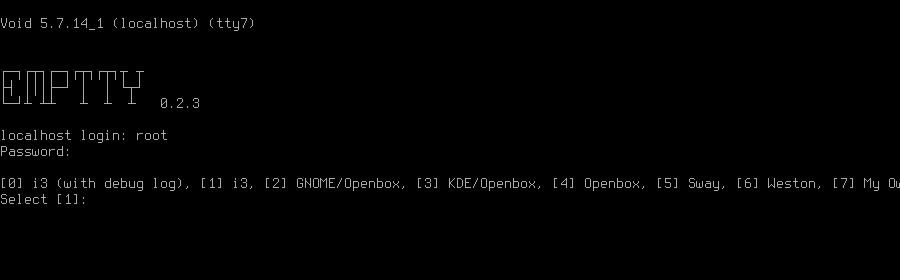 Void 5.7.14_1 (localhost) (tty7)
EMPTTY 0.2.3
localhost login: root
Password:
[0] i3 (with debug log), [1] i3, [2] GNOME/Openbox, [3] KDE/Openbox, [4] Openbox, [5] Sway, [6] Weston, [7] My
Select [1]: